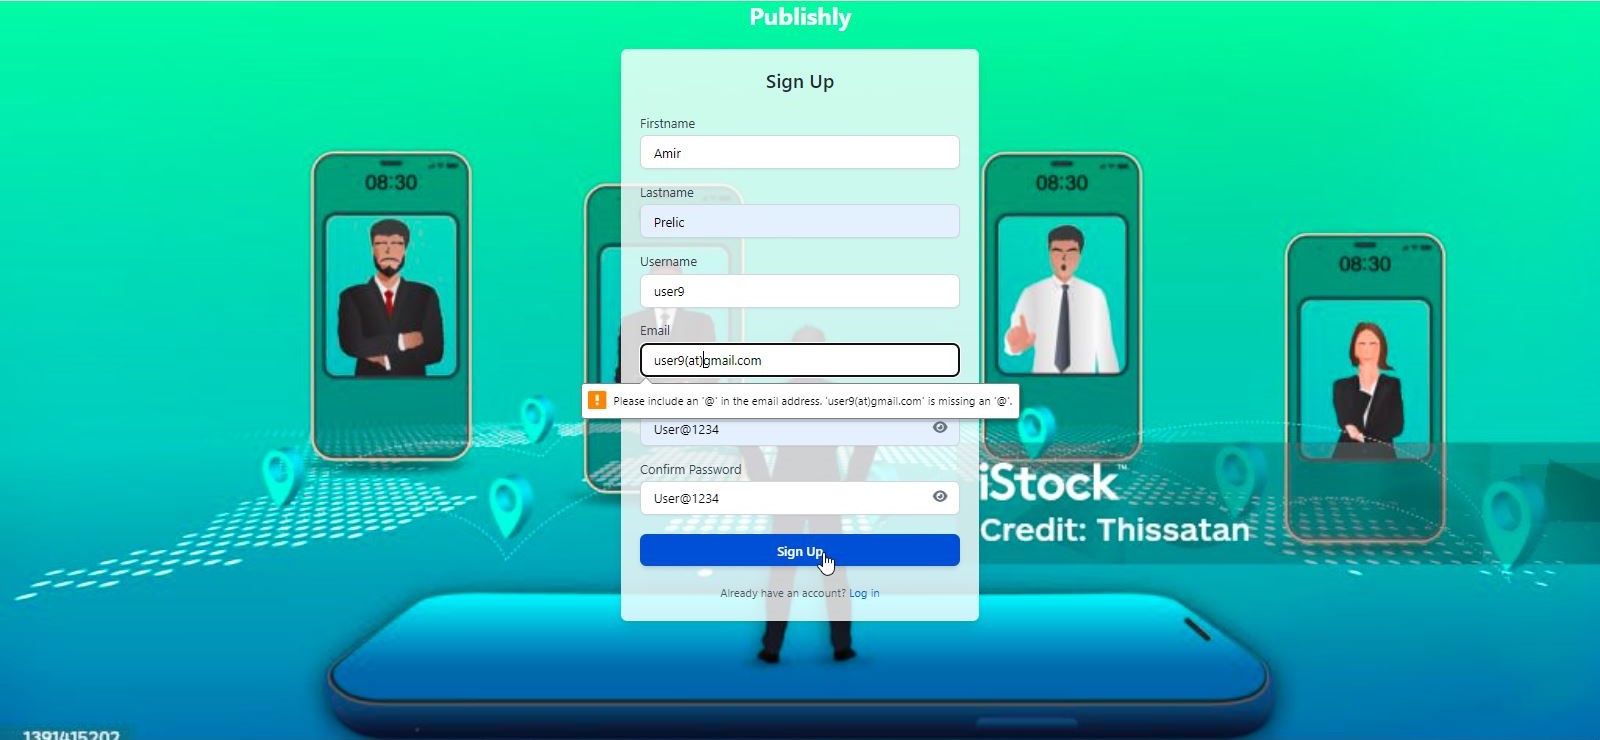 Publishly
Sign Up
Firstname
Amir
Lastname
Prelic
Username
user9
Email
user9(at)gmail.com
Please include an '@' in the email address. 'user9(at)gmail.com' is missing an '@'.
User@1234
Confirm Password
User@1234
Sign Up
Already have an account? Log in
08:30
08:30
08:30
iStock™
Credit: Thissatan
1391415202